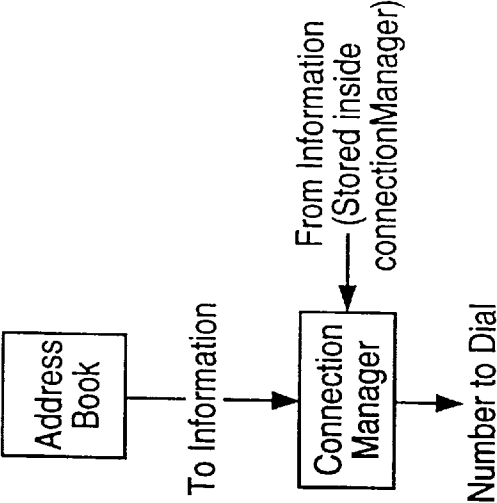 Address
Book
To Information
From Information
(Stored inside
connectionManager)
Connection
Manager
Number to Dial